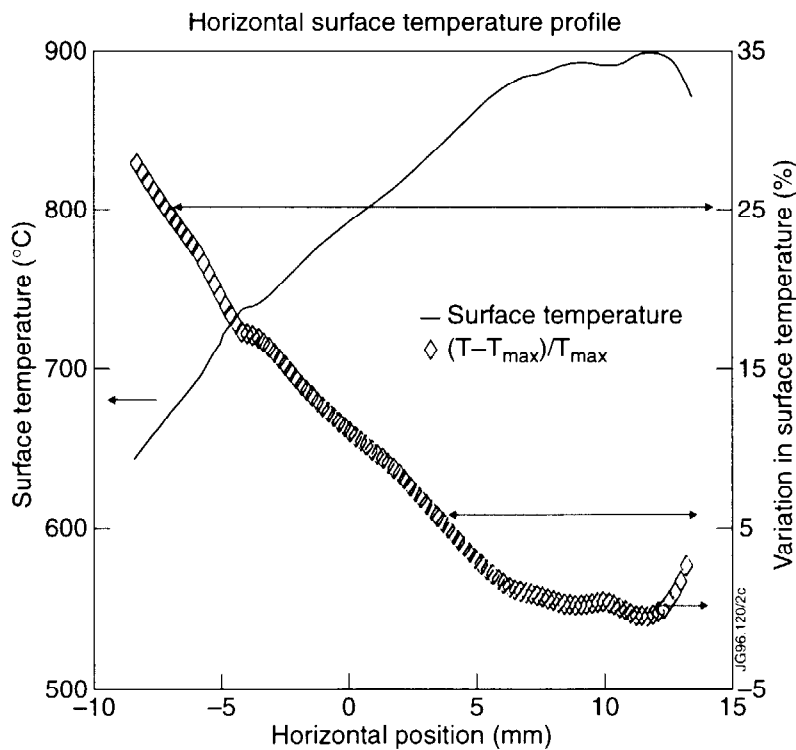 Horizontal surface temperature profile
900
800
700
600
500
Surface temperature (°C)
35
25
15
5
−5
Variation in surface temperature (%)
— Surface temperature
◊ (T−Tmax)/Tmax
JG96.120/2c
−10
−5
0
5
10
15
Horizontal position (mm)